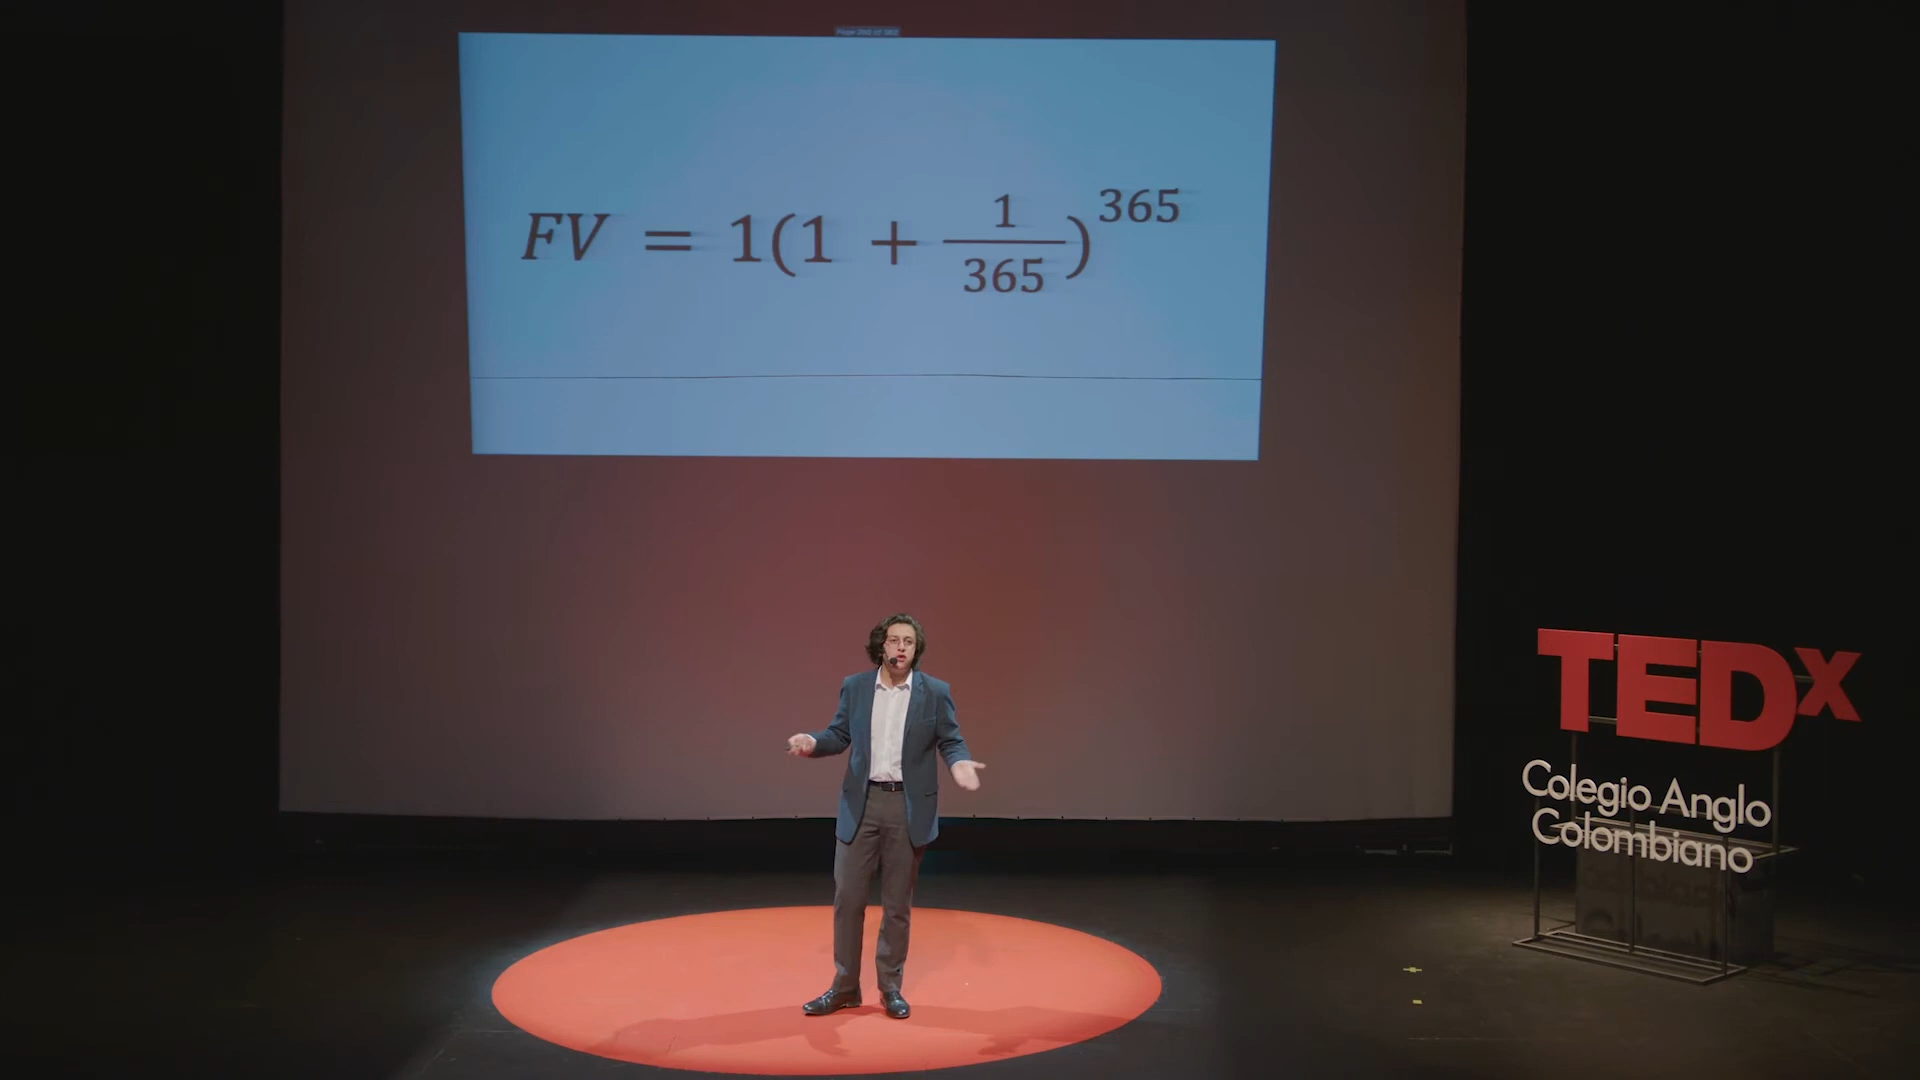 FV = 1(1 + 1/365)^365
TEDx
Colegio Anglo
Colombiano